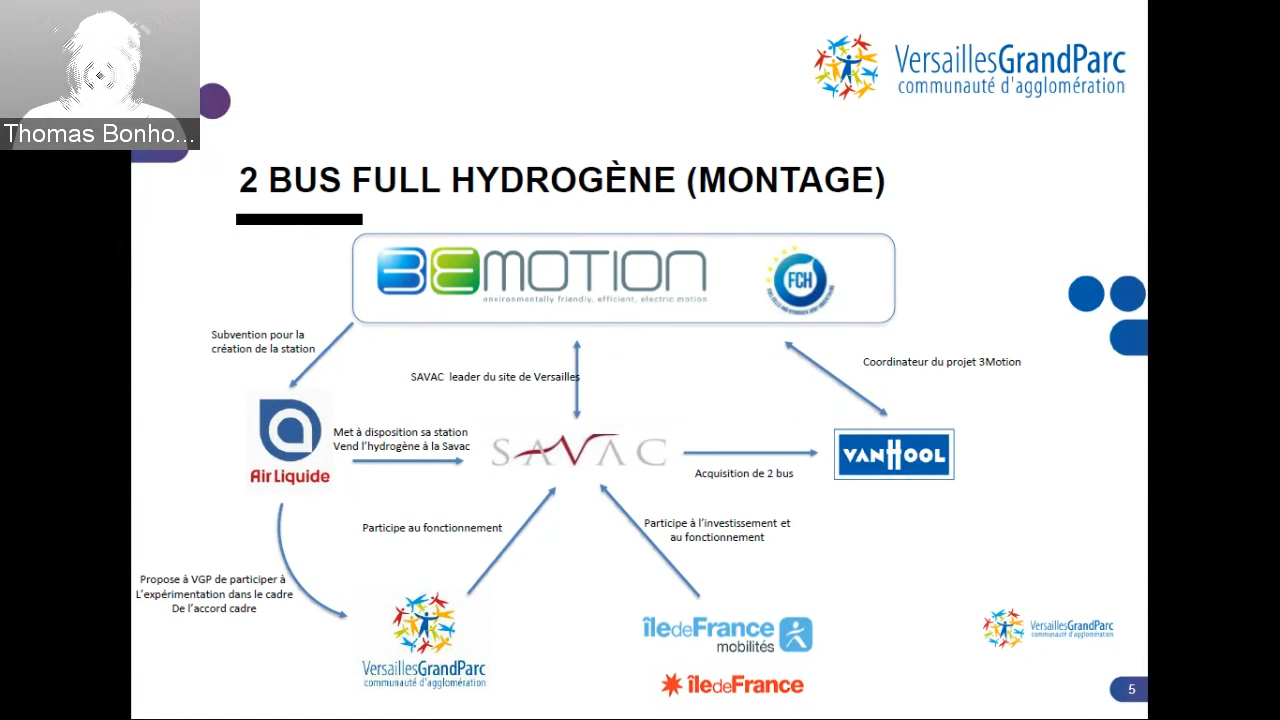 Thomas Bonho...
VersaillesGrandParc
communauté d'agglomération
2 BUS FULL HYDROGÈNE (MONTAGE)
3EMOTION
environmentally friendly, efficient, electric motion
FCH
Subvention pour la
création de la station
SAVAC leader du site de Versailles
Coordinateur du projet 3Motion
Air Liquide
Met à disposition sa station
Vend l'hydrogène à la Savac
SAVAC
Acquisition de 2 bus
VANHOOL
Participe au fonctionnement
Participe à l'investissement et
au fonctionnement
Propose à VGP de participer à
L'expérimentation dans le cadre
De l'accord cadre
VersaillesGrandParc
communauté d'agglomération
îledeFrance
mobilités
îledeFrance
VersaillesGrandParc
communauté d'agglomération
5